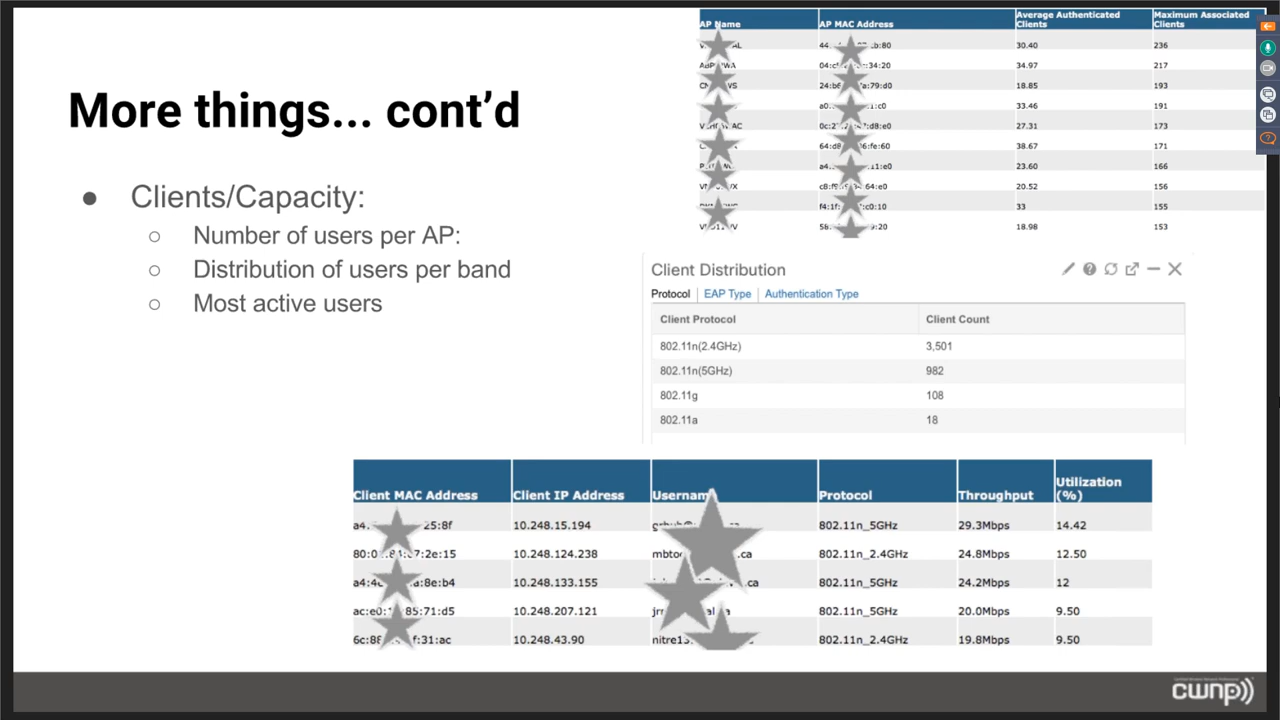 More things... cont'd
● Clients/Capacity:
○ Number of users per AP:
○ Distribution of users per band
○ Most active users
AP Name AP MAC Address Average Authenticated Clients Maximum Associated Clients
30.40 236
34.97 217
18.85 193
33.46 191
27.31 173
38.67 171
23.60 166
20.52 156
33 155
18.98 153
Client Distribution
Protocol | EAP Type | Authentication Type
Client Protocol Client Count
802.11n(2.4GHz) 3,501
802.11n(5GHz) 982
802.11g 108
802.11a 18
Client MAC Address Client IP Address Protocol Throughput Utilization (%)
10.248.15.194 802.11n_5GHz 29.3Mbps 14.42
10.248.124.238 802.11n_2.4GHz 24.8Mbps 12.50
10.248.133.155 802.11n_5GHz 24.2Mbps 12
10.248.207.121 802.11n_5GHz 20.0Mbps 9.50
10.248.43.90 802.11n_2.4GHz 19.8Mbps 9.50
cwnp